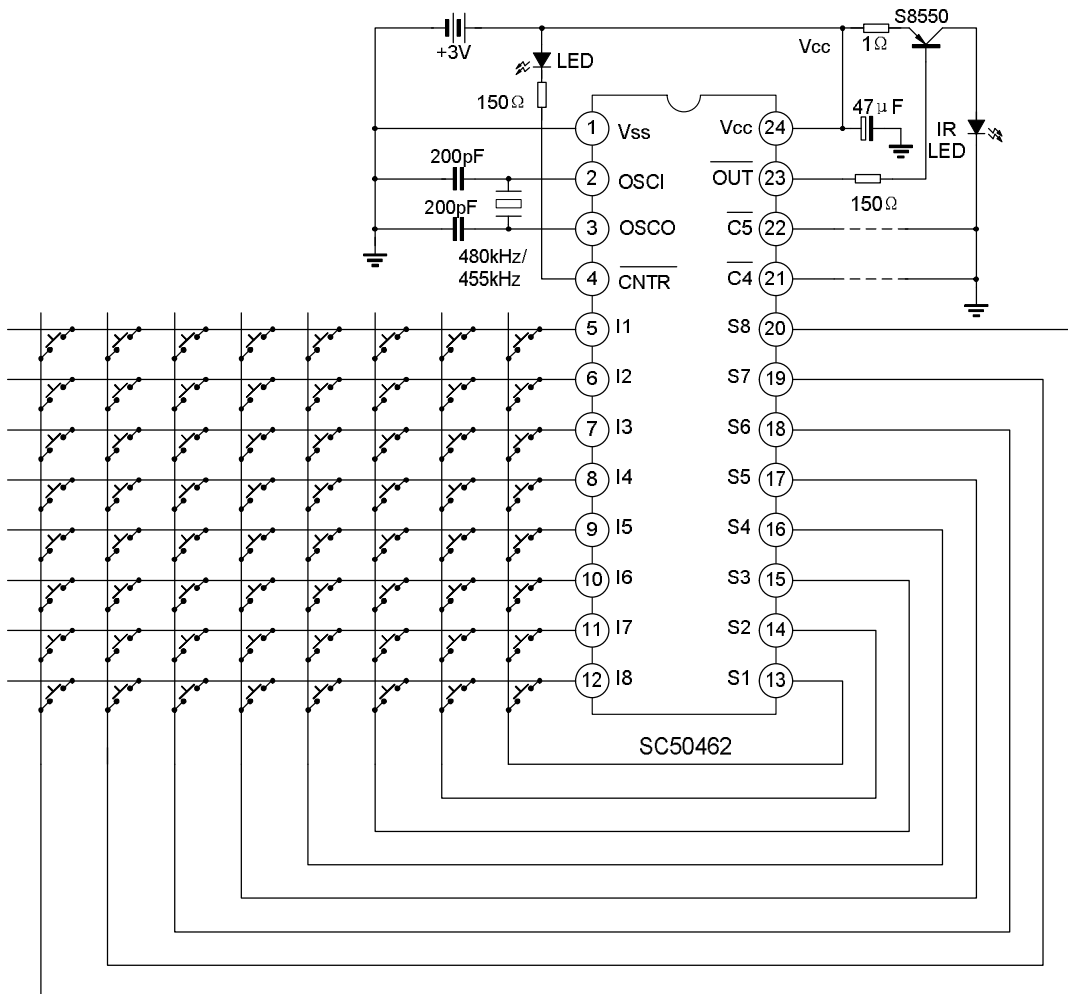 S8550
+3V
Vcc
1Ω
LED
150Ω
47μF
IR
LED
1 Vss
Vcc 24
200pF
2 OSCI
OUT 23
150Ω
200pF
3 OSCO
C5 22
480kHz/
455kHz
4 CNTR
C4 21
5 I1
S8 20
6 I2
S7 19
7 I3
S6 18
8 I4
S5 17
9 I5
S4 16
10 I6
S3 15
11 I7
S2 14
12 I8
S1 13
SC50462